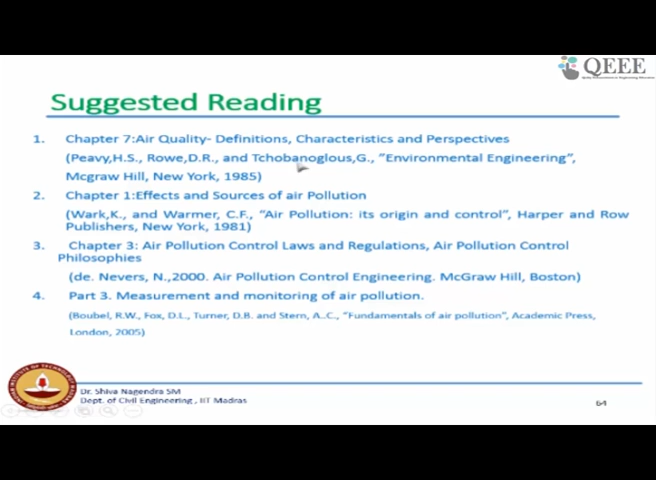 QEEE
Suggested Reading
1. Chapter 7:Air Quality- Definitions, Characteristics and Perspectives
(Peavy,H.S., Rowe,D.R., and Tchobanoglous,G., "Environmental Engineering",
Mcgraw Hill, New York, 1985)
2. Chapter 1:Effects and Sources of air Pollution
(Wark,K., and Warmer, C.F., "Air Pollution: its origin and control", Harper and Row
Publishers, New York, 1981)
3. Chapter 3: Air Pollution Control Laws and Regulations, Air Pollution Control
Philosophies
(de. Nevers, N.,2000. Air Pollution Control Engineering. McGraw Hill, Boston)
4. Part 3. Measurement and monitoring of air pollution.
(Boubel, R.W., Fox, D.L., Turner, D.B. and Stern, A..C., "Fundamentals of air pollution", Academic Press,
London, 2005)
Dr. Shiva Nagendra SM
Dept. of Civil Engineering , IIT Madras
64